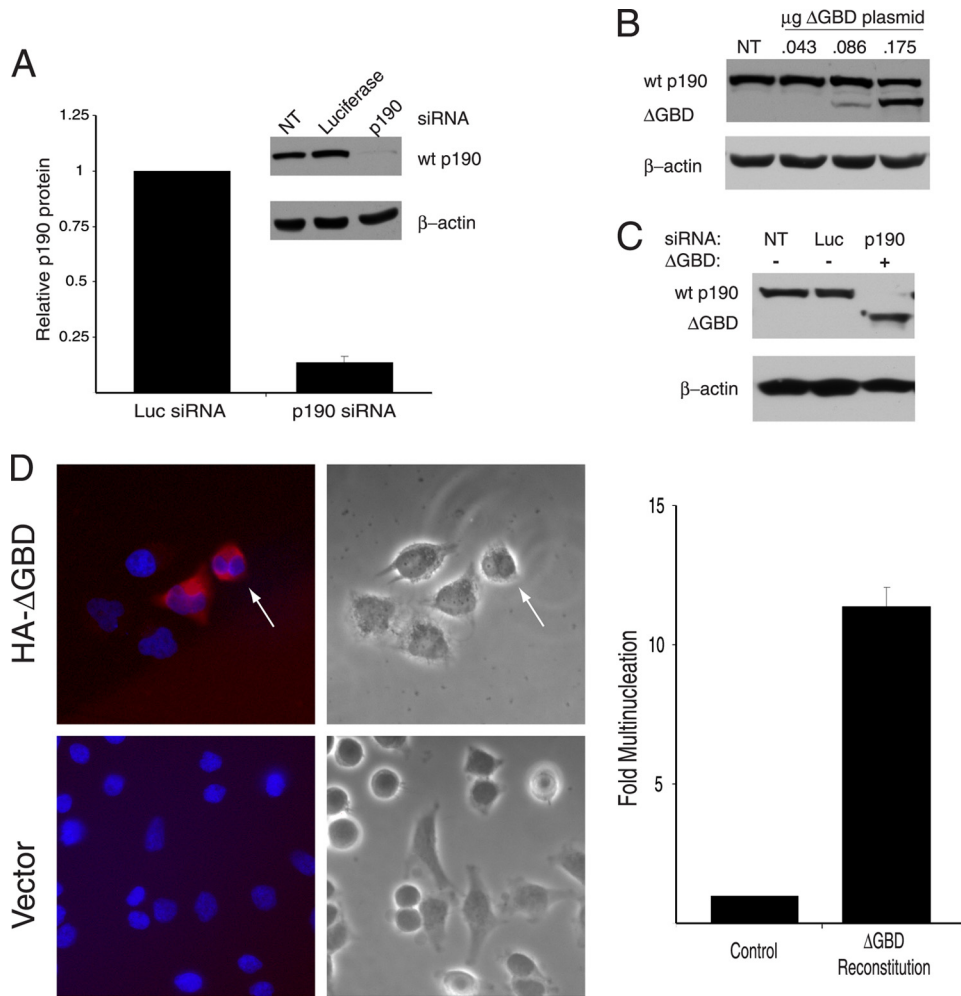 A
1.25
1
0.75
0.5
0.25
Relative p190 protein
Luc siRNA
p190 siRNA
NT
Luciferase
p190
siRNA
wt p190
β–actin
B
μg ΔGBD plasmid
NT .043 .086 .175
wt p190
ΔGBD
β–actin
C
siRNA: NT Luc p190
ΔGBD: - - +
wt p190
ΔGBD
β–actin
D
HA-ΔGBD
Vector
15
10
5
Fold Multinucleation
Control
ΔGBD
Reconstitution